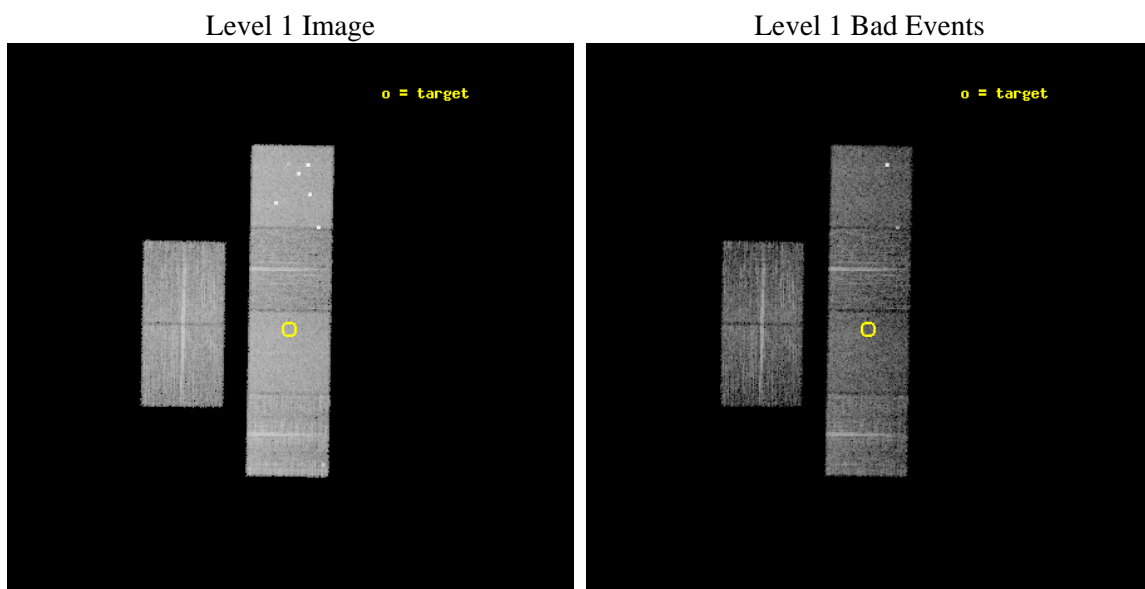 Level 1 Image
Level 1 Bad Events
o = target
o = target